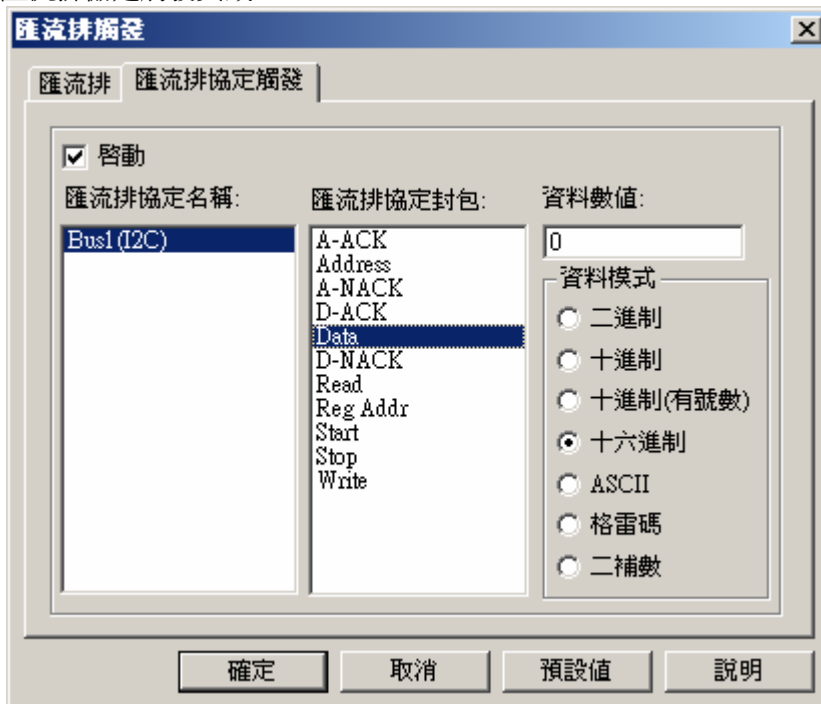 匯流排觸發
匯流排 匯流排協定觸發
啓動
匯流排協定名稱: 匯流排協定封包: 資料數值:
Bus1 (I2C)
A-ACK
Address
A-NACK
D-ACK
Data
D-NACK
Read
Reg Addr
Start
Stop
Write
0
資料模式
二進制
十進制
十進制(有號數)
十六進制
ASCII
格雷碼
二補數
確定 取消 預設值 説明